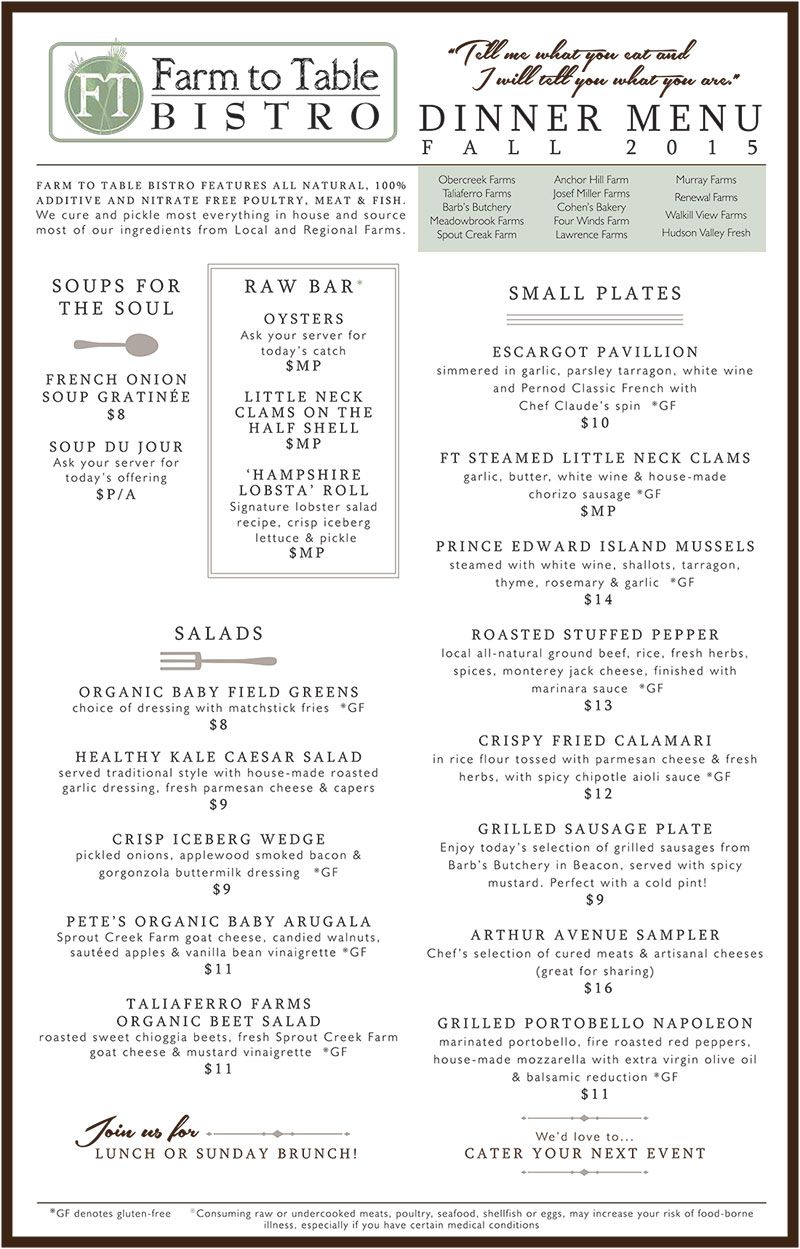 FT
Farm to Table
BISTRO
"Tell me what you eat and
I will tell you what you are."
DINNER MENU
FALL 2015
FARM TO TABLE BISTRO FEATURES ALL NATURAL, 100%
ADDITIVE AND NITRATE FREE POULTRY, MEAT & FISH.
We cure and pickle most everything in house and source
most of our ingredients from Local and Regional Farms.
Obercreek Farms
Taliaferro Farms
Barb's Butchery
Meadowbrook Farms
Spout Creak Farm
Anchor Hill Farm
Josef Miller Farms
Cohen's Bakery
Four Winds Farm
Lawrence Farms
Murray Farms
Renewal Farms
Walkill View Farms
Hudson Valley Fresh
SOUPS FOR
THE SOUL
FRENCH ONION
SOUP GRATINÉE
$8
SOUP DU JOUR
Ask your server for
today's offering
$P/A
RAW BAR*
OYSTERS
Ask your server for
today's catch
$MP
LITTLE NECK
CLAMS ON THE
HALF SHELL
$MP
'HAMPSHIRE
LOBSTA' ROLL
Signature lobster salad
recipe, crisp iceberg
lettuce & pickle
$MP
SALADS
ORGANIC BABY FIELD GREENS
choice of dressing with matchstick fries *GF
$8
HEALTHY KALE CAESAR SALAD
served traditional style with house-made roasted
garlic dressing, fresh parmesan cheese & capers
$9
CRISP ICEBERG WEDGE
pickled onions, applewood smoked bacon &
gorgonzola buttermilk dressing *GF
$9
PETE'S ORGANIC BABY ARUGALA
Sprout Creek Farm goat cheese, candied walnuts,
sautéed apples & vanilla bean vinaigrette *GF
$11
TALIAFERRO FARMS
ORGANIC BEET SALAD
roasted sweet chioggia beets, fresh Sprout Creek Farm
goat cheese & mustard vinaigrette *GF
$11
Join us for
LUNCH OR SUNDAY BRUNCH!
SMALL PLATES
ESCARGOT PAVILLION
simmered in garlic, parsley tarragon, white wine
and Pernod Classic French with
Chef Claude's spin *GF
$10
FT STEAMED LITTLE NECK CLAMS
garlic, butter, white wine & house-made
chorizo sausage *GF
$MP
PRINCE EDWARD ISLAND MUSSELS
steamed with white wine, shallots, tarragon,
thyme, rosemary & garlic *GF
$14
ROASTED STUFFED PEPPER
local all-natural ground beef, rice, fresh herbs,
spices, monterey jack cheese, finished with
marinara sauce *GF
$13
CRISPY FRIED CALAMARI
in rice flour tossed with parmesan cheese & fresh
herbs, with spicy chipotle aioli sauce *GF
$12
GRILLED SAUSAGE PLATE
Enjoy today's selection of grilled sausages from
Barb's Butchery in Beacon, served with spicy
mustard. Perfect with a cold pint!
$9
ARTHUR AVENUE SAMPLER
Chef's selection of cured meats & artisanal cheeses
(great for sharing)
$16
GRILLED PORTOBELLO NAPOLEON
marinated portobello, fire roasted red peppers,
house-made mozzarella with extra virgin olive oil
& balsamic reduction *GF
$11
We'd love to...
CATER YOUR NEXT EVENT
*GF denotes gluten-free *Consuming raw or undercooked meats, poultry, seafood, shellfish or eggs, may increase your risk of food-borne
illness, especially if you have certain medical conditions